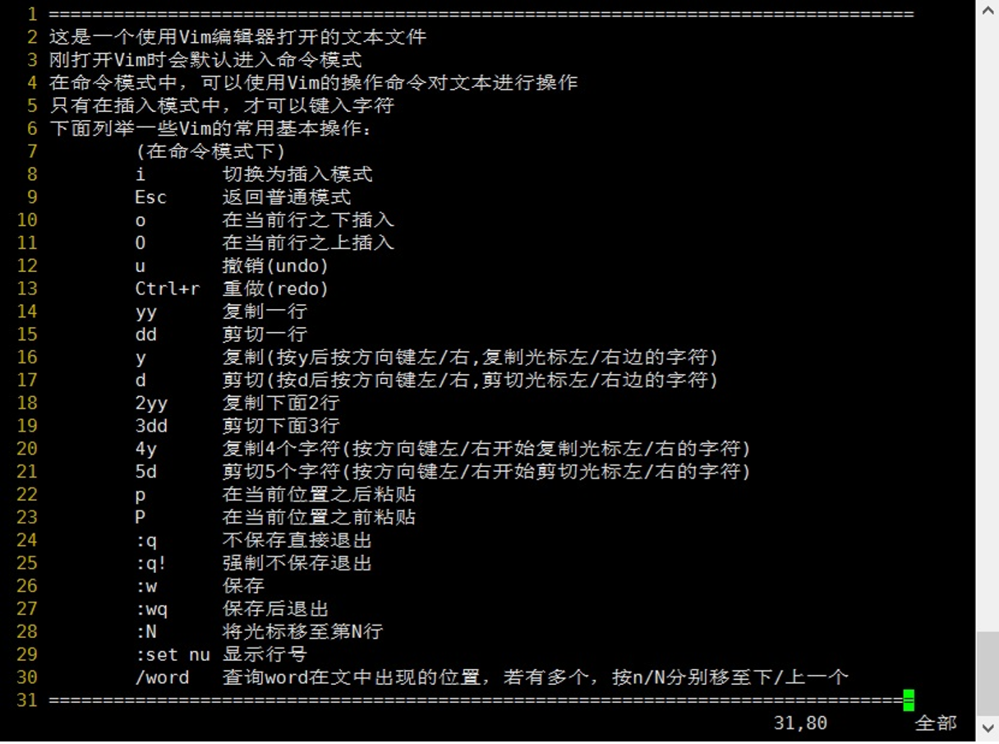 1 ================================================================================
2 这是一个使用Vim编辑器打开的文本文件
3 刚打开Vim时会默认进入命令模式
4 在命令模式中，可以使用Vim的操作命令对文本进行操作
5 只有在插入模式中，才可以键入字符
6 下面列举一些Vim的常用基本操作：
7 (在命令模式下)
8 i 切换为插入模式
9 Esc 返回普通模式
10 o 在当前行之下插入
11 O 在当前行之上插入
12 u 撤销(undo)
13 Ctrl+r 重做(redo)
14 yy 复制一行
15 dd 剪切一行
16 y 复制(按y后按方向键左/右,复制光标左/右边的字符)
17 d 剪切(按d后按方向键左/右,剪切光标左/右边的字符)
18 2yy 复制下面2行
19 3dd 剪切下面3行
20 4y 复制4个字符(按方向键左/右开始复制光标左/右的字符)
21 5d 剪切5个字符(按方向键左/右开始剪切光标左/右的字符)
22 p 在当前位置之后粘贴
23 P 在当前位置之前粘贴
24 :q 不保存直接退出
25 :q! 强制不保存退出
26 :w 保存
27 :wq 保存后退出
28 :N 将光标移至第N行
29 :set nu 显示行号
30 /word 查询word在文中出现的位置，若有多个，按n/N分别移至下/上一个
31 ================================================================================
31,80 全部